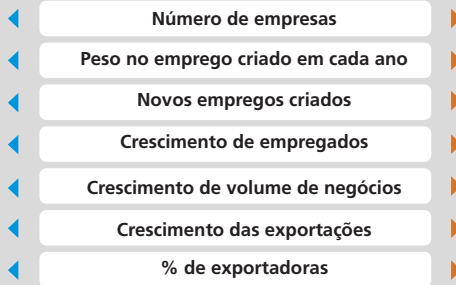 Número de empresas
Peso no emprego criado em cada ano
Novos empregos criados
Crescimento de empregados
Crescimento de volume de negócios
Crescimento das exportações
% de exportadoras